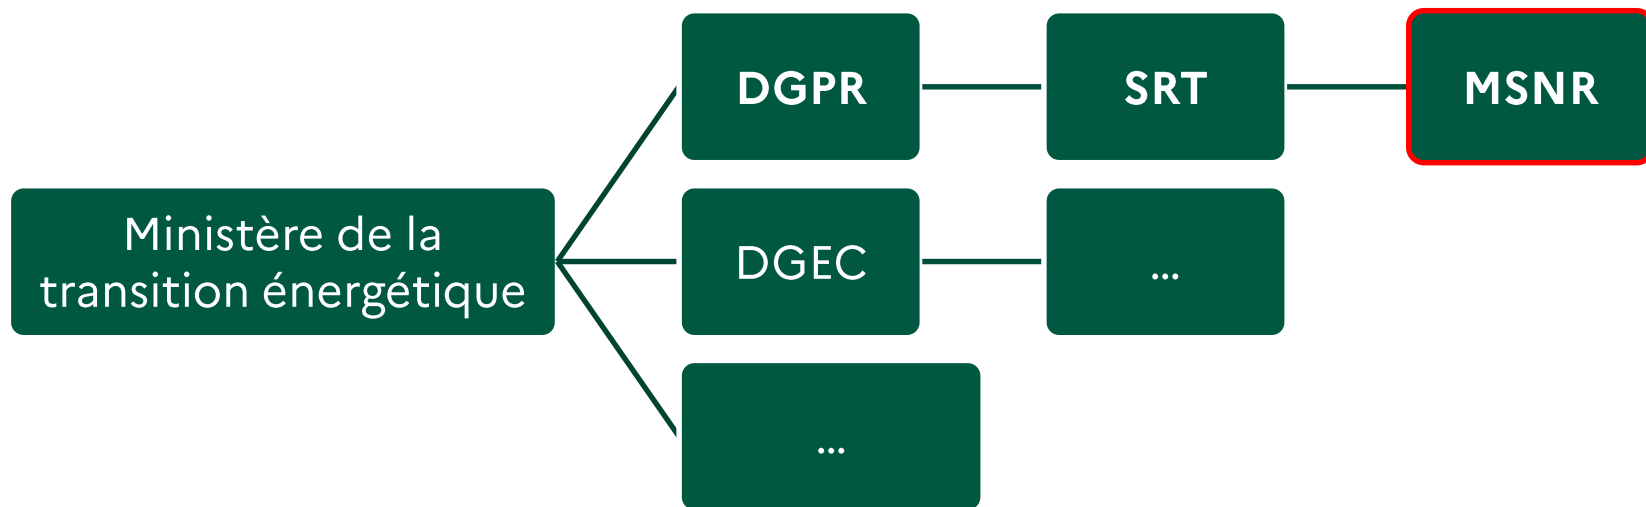 DGPR
SRT
MSNR
Ministère de la
transition énergétique
DGEC
...
...